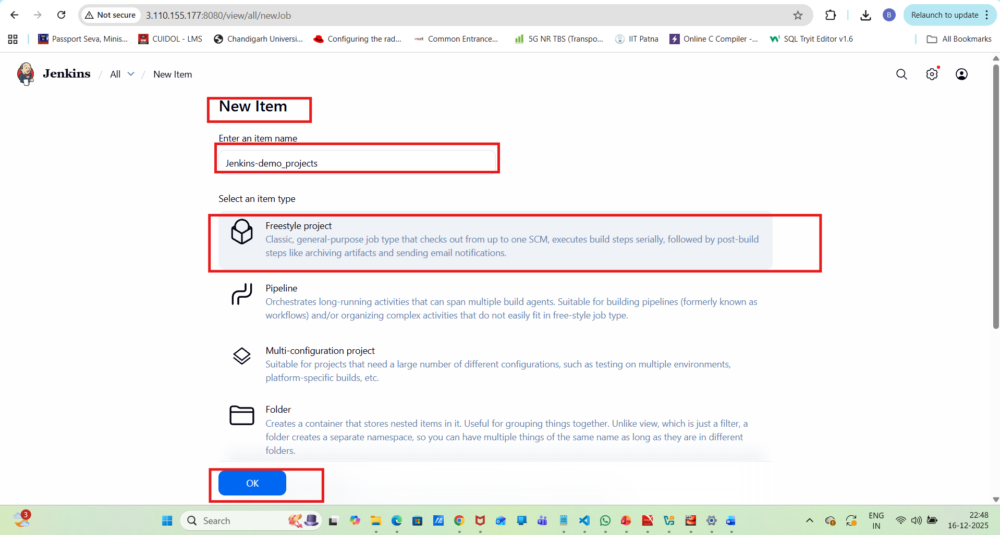 Not secure 3.110.155.177:8080/view/all/newJob B Relaunch to update
Passport Seva, Minis... CUIDOL - LMS Chandigarh Universi... Configuring the rad... Common Entrance... 5G NR TBS (Transpo... IIT Patna Online C Compiler -... SQL Tryit Editor v1.6 All Bookmarks
Jenkins / All / New Item
New Item
Enter an item name
Jenkins-demo_projects
Select an item type
Freestyle project
Classic, general-purpose job type that checks out from up to one SCM, executes build steps serially, followed by post-build
steps like archiving artifacts and sending email notifications.
Pipeline
Orchestrates long-running activities that can span multiple build agents. Suitable for building pipelines (formerly known as
workflows) and/or organizing complex activities that do not easily fit in free-style job type.
Multi-configuration project
Suitable for projects that need a large number of different configurations, such as testing on multiple environments,
platform-specific builds, etc.
Folder
Creates a container that stores nested items in it. Useful for grouping things together. Unlike view, which is just a filter, a
folder creates a separate namespace, so you can have multiple things of the same name as long as they are in different
folders.
OK
3 Search ENG 22:48
IN 16-12-2025